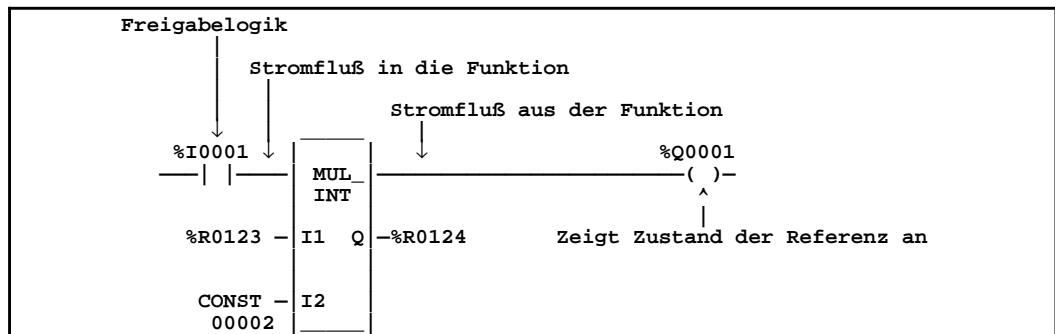 Freigabelogik
Stromfluß in die Funktion
Stromfluß aus der Funktion
%I0001
%Q0001
MUL_
INT
( )
%R0123
I1
Q
%R0124
Zeigt Zustand der Referenz an
CONST
I2
00002